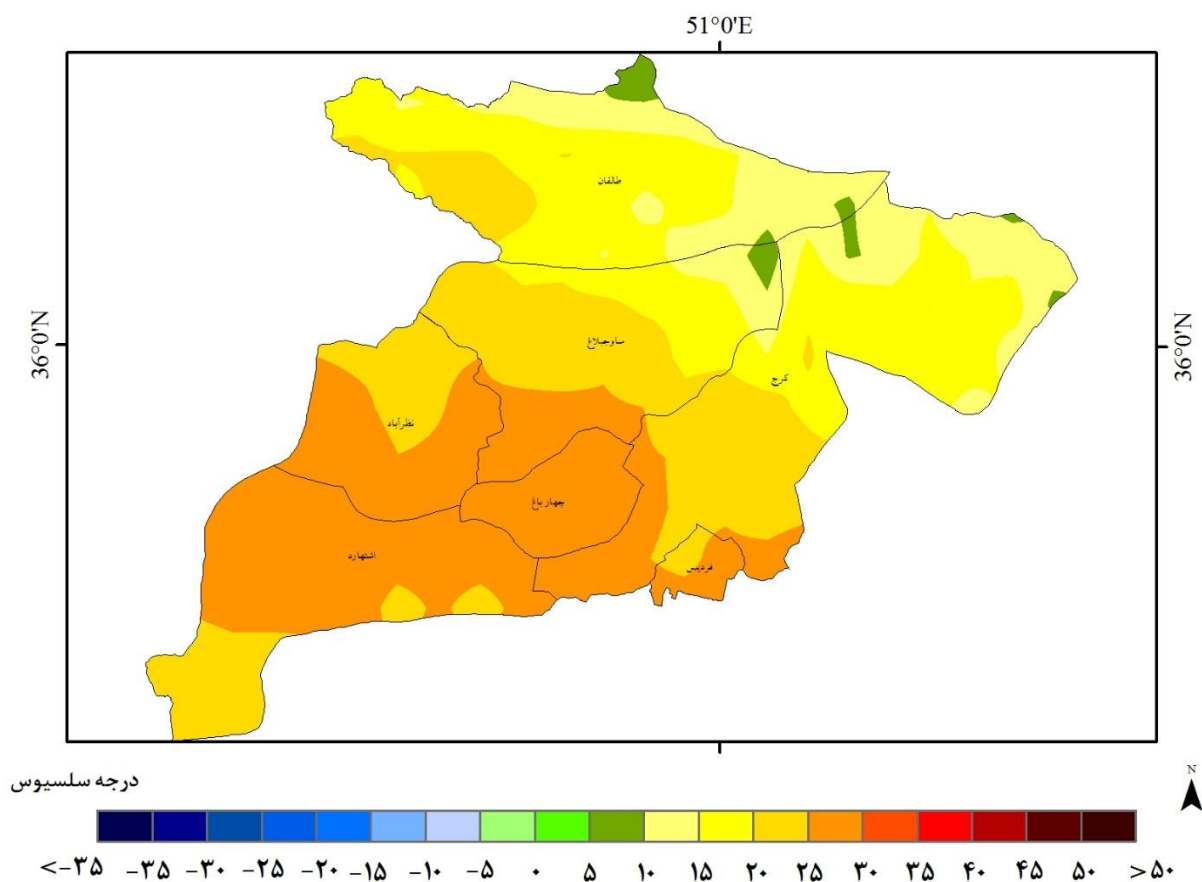 51°0'0"E
36°0'N
36°0'N
طالقان
ساوجبلاغ
کرج
نظرآباد
چهارباغ
اشتهارد
فردیس
درجه سلسیوس
N
<-۳۵ -۳۵ -۳۰ -۲۵ -۲۰ -۱۵ -۱۰ -۵ ۰ ۵ ۱۰ ۱۵ ۲۰ ۲۵ ۳۰ ۳۵ ۴۰ ۴۵ ۵۰ >۵۰